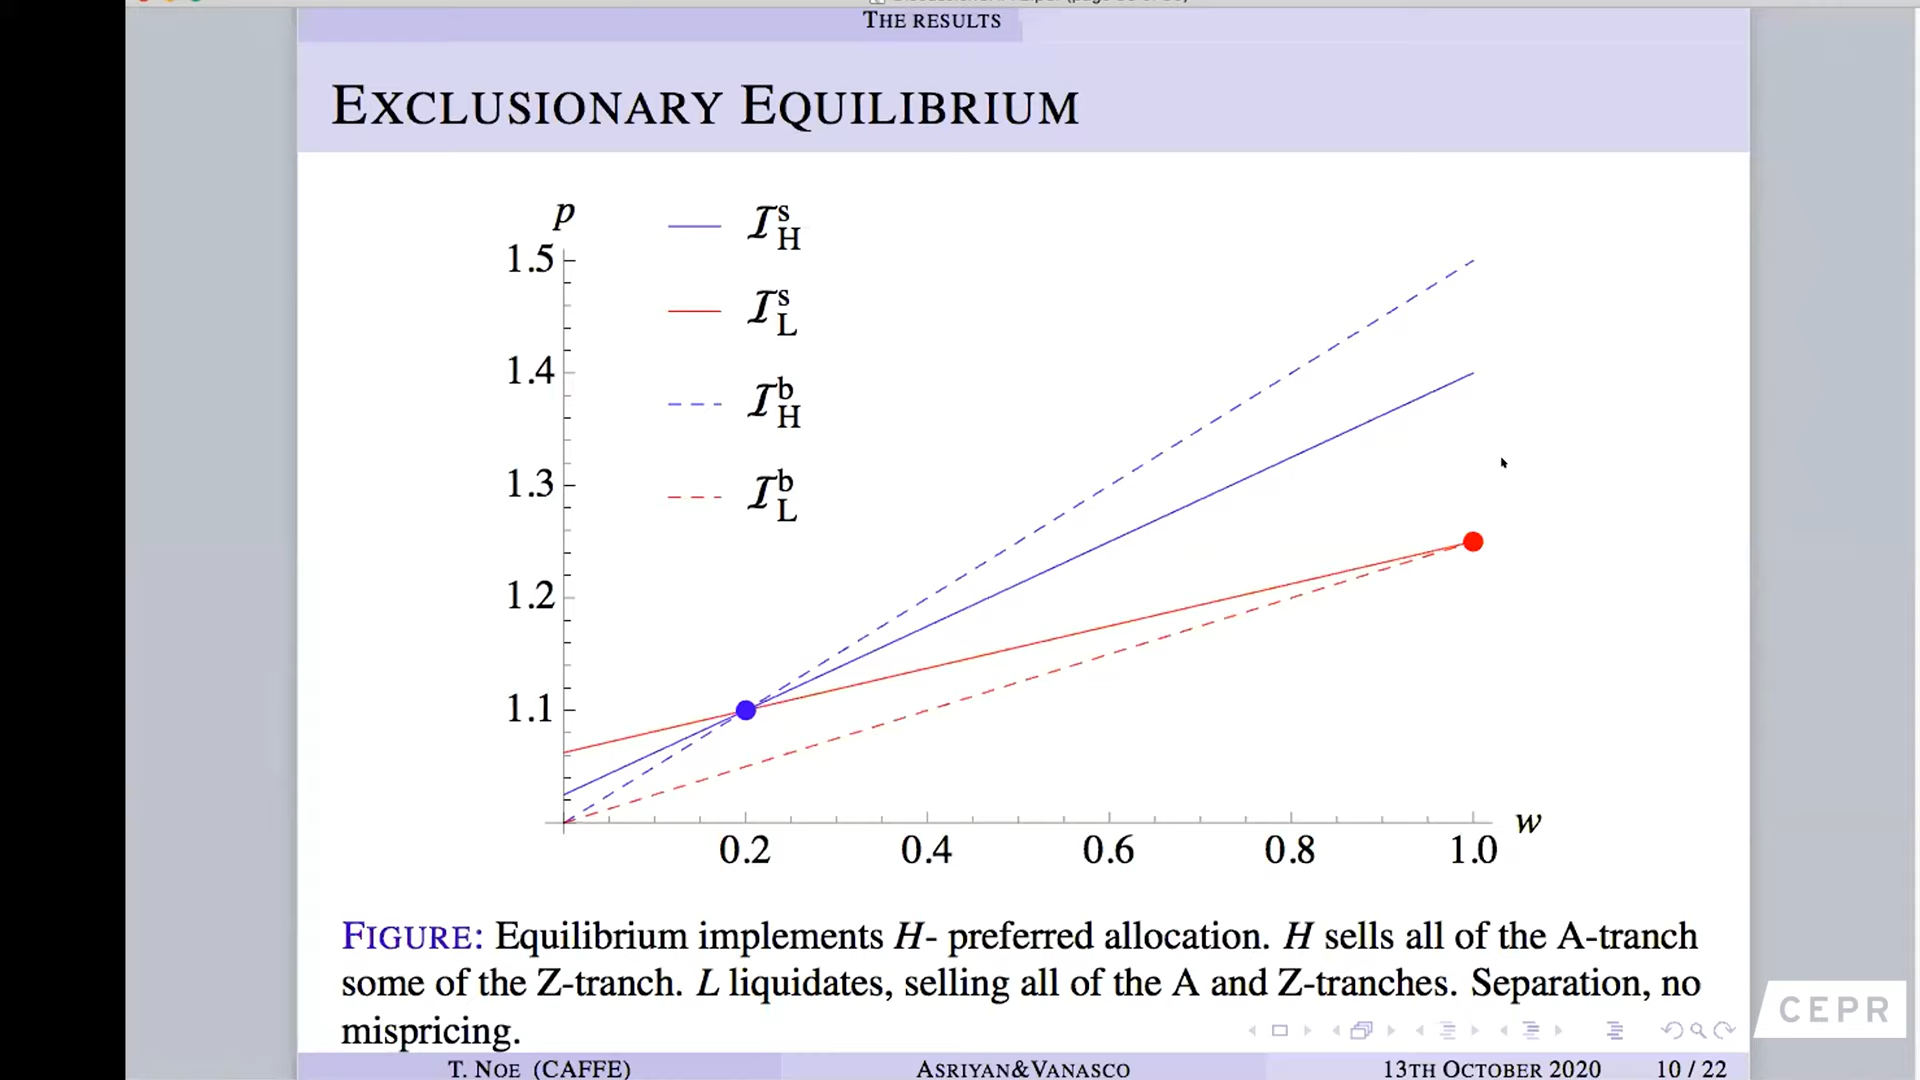 THE RESULTS
EXCLUSIONARY EQUILIBRIUM
p
1.5
1.4
1.3
1.2
1.1
0.2 0.4 0.6 0.8 1.0
w
I^s_H
I^s_L
I^b_H
I^b_L
FIGURE: Equilibrium implements H- preferred allocation. H sells all of the A-tranch
some of the Z-tranch. L liquidates, selling all of the A and Z-tranches. Separation, no
mispricing.
CEPR
T. NOE (CAFFE) ASRIYAN&VANASCO 13TH OCTOBER 2020 10 / 22